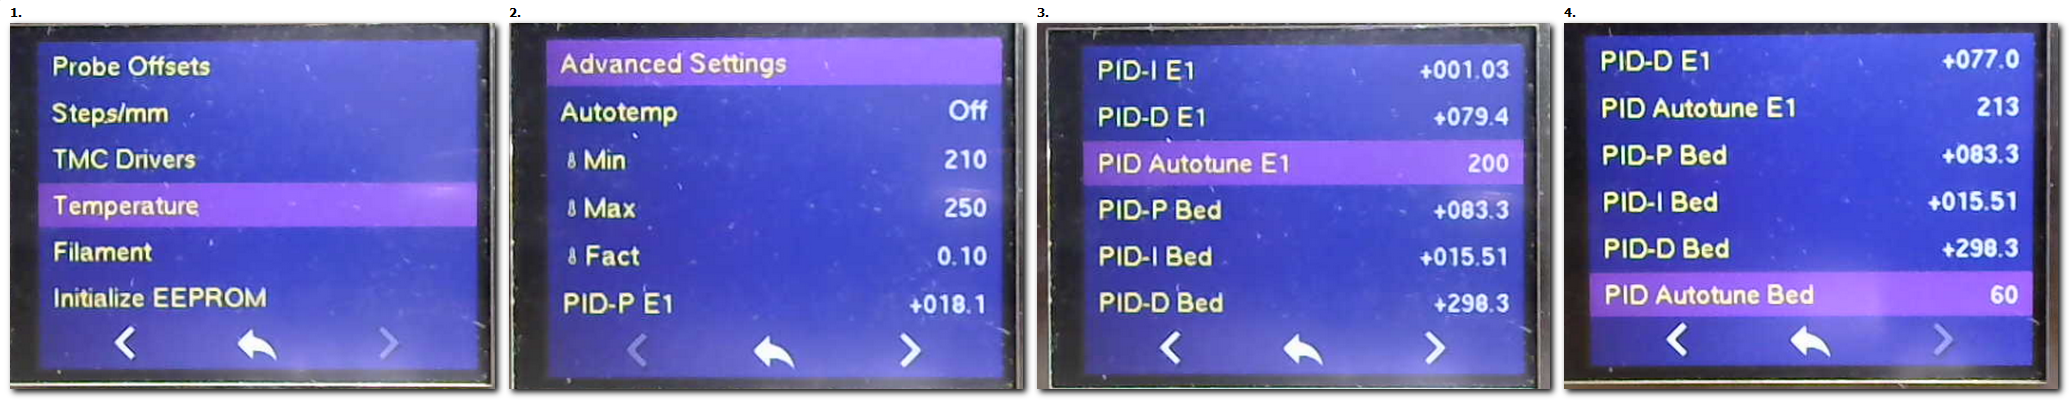 1.
Probe Offsets
Steps/mm
TMC Drivers
Temperature
Filament
Initialize EEPROM
2.
Advanced Settings
Autotemp Off
Min 210
Max 250
Fact 0.10
PID-P E1 +018.1
3.
PID-I E1 +001.03
PID-D E1 +079.4
PID Autotune E1 200
PID-P Bed +083.3
PID-I Bed +015.51
PID-D Bed +298.3
4.
PID-D E1 +077.0
PID Autotune E1 213
PID-P Bed +083.3
PID-I Bed +015.51
PID-D Bed +298.3
PID Autotune Bed 60